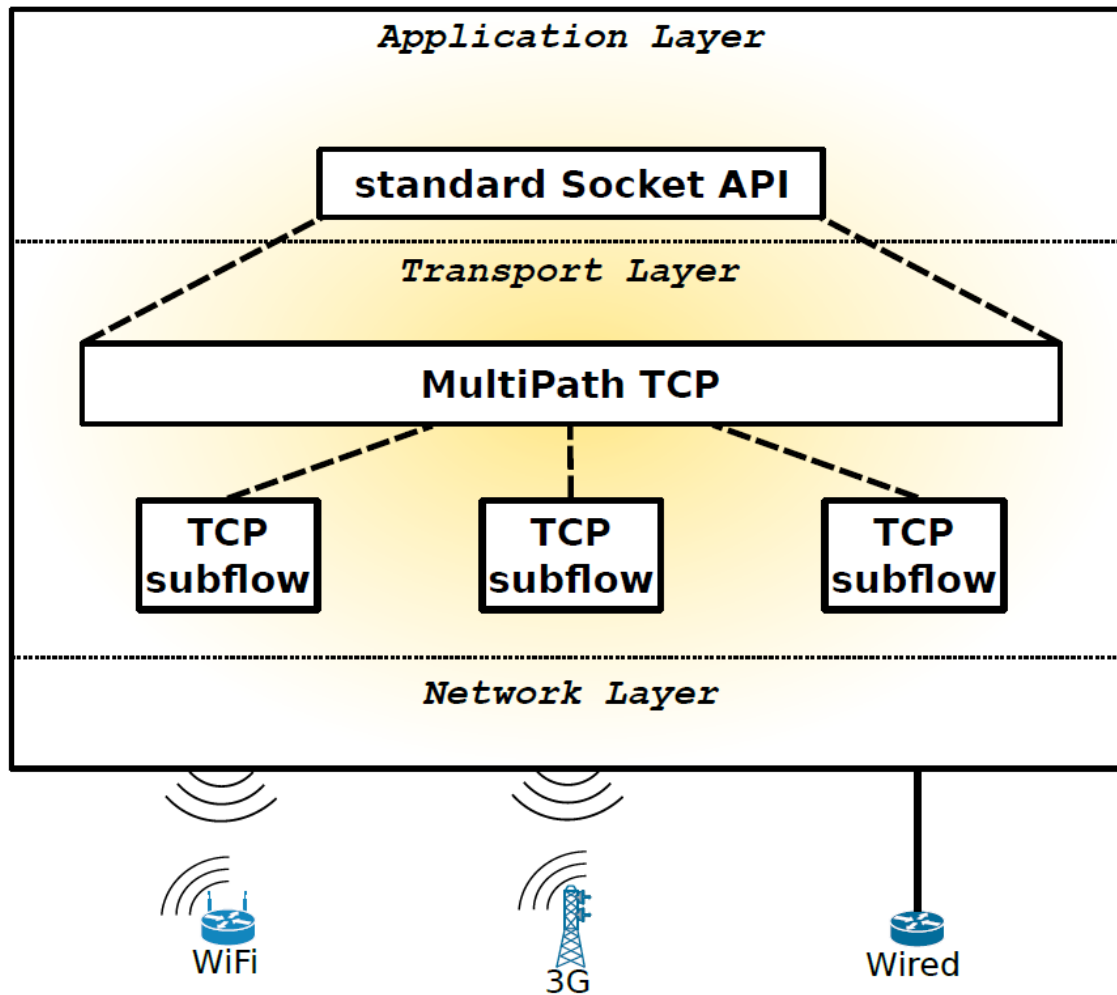 Application Layer
standard Socket API
Transport Layer
MultiPath TCP
TCP
subflow
TCP
subflow
TCP
subflow
Network Layer
WiFi
3G
Wired